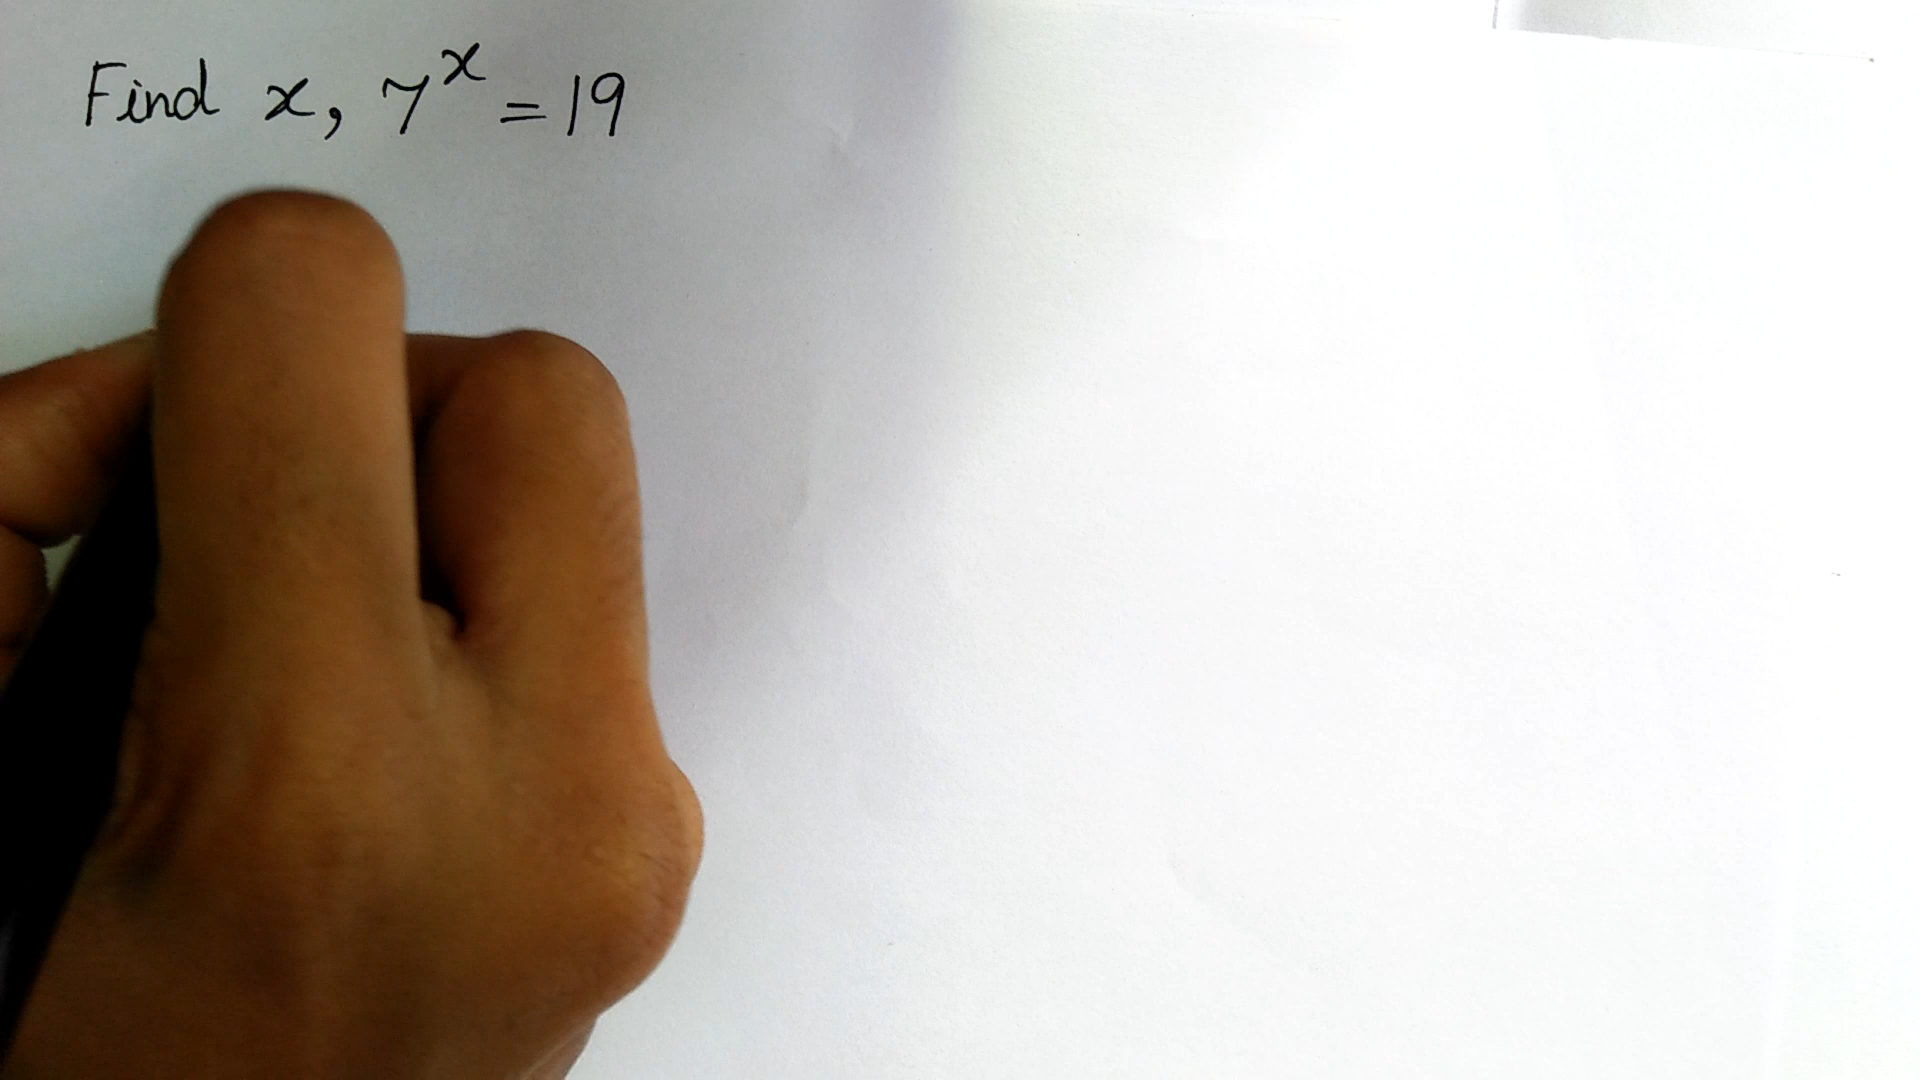 Find x, 7^x = 19